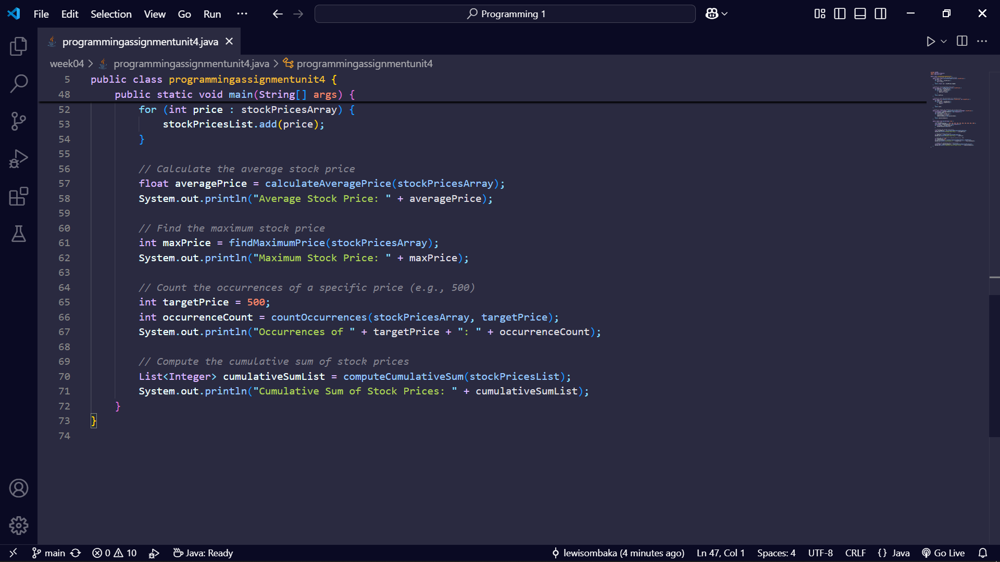 File Edit Selection View Go Run ... Programming 1
programmingassignmentunit4.java
week04 > programmingassignmentunit4.java > programmingassignmentunit4
5 public class programmingassignmentunit4 {
48 public static void main(String[] args) {
52 for (int price : stockPricesArray) {
53 stockPricesList.add(price);
54 }
55
56 // Calculate the average stock price
57 float averagePrice = calculateAveragePrice(stockPricesArray);
58 System.out.println("Average Stock Price: " + averagePrice);
59
60 // Find the maximum stock price
61 int maxPrice = findMaximumPrice(stockPricesArray);
62 System.out.println("Maximum Stock Price: " + maxPrice);
63
64 // Count the occurrences of a specific price (e.g., 500)
65 int targetPrice = 500;
66 int occurrenceCount = countOccurrences(stockPricesArray, targetPrice);
67 System.out.println("Occurrences of " + targetPrice + ": " + occurrenceCount);
68
69 // Compute the cumulative sum of stock prices
70 List<Integer> cumulativeSumList = computeCumulativeSum(stockPricesList);
71 System.out.println("Cumulative Sum of Stock Prices: " + cumulativeSumList);
72 }
73 }
74
main 0 10 Java: Ready lewisombaka (4 minutes ago) Ln 47, Col 1 Spaces: 4 UTF-8 CRLF {} Java Go Live